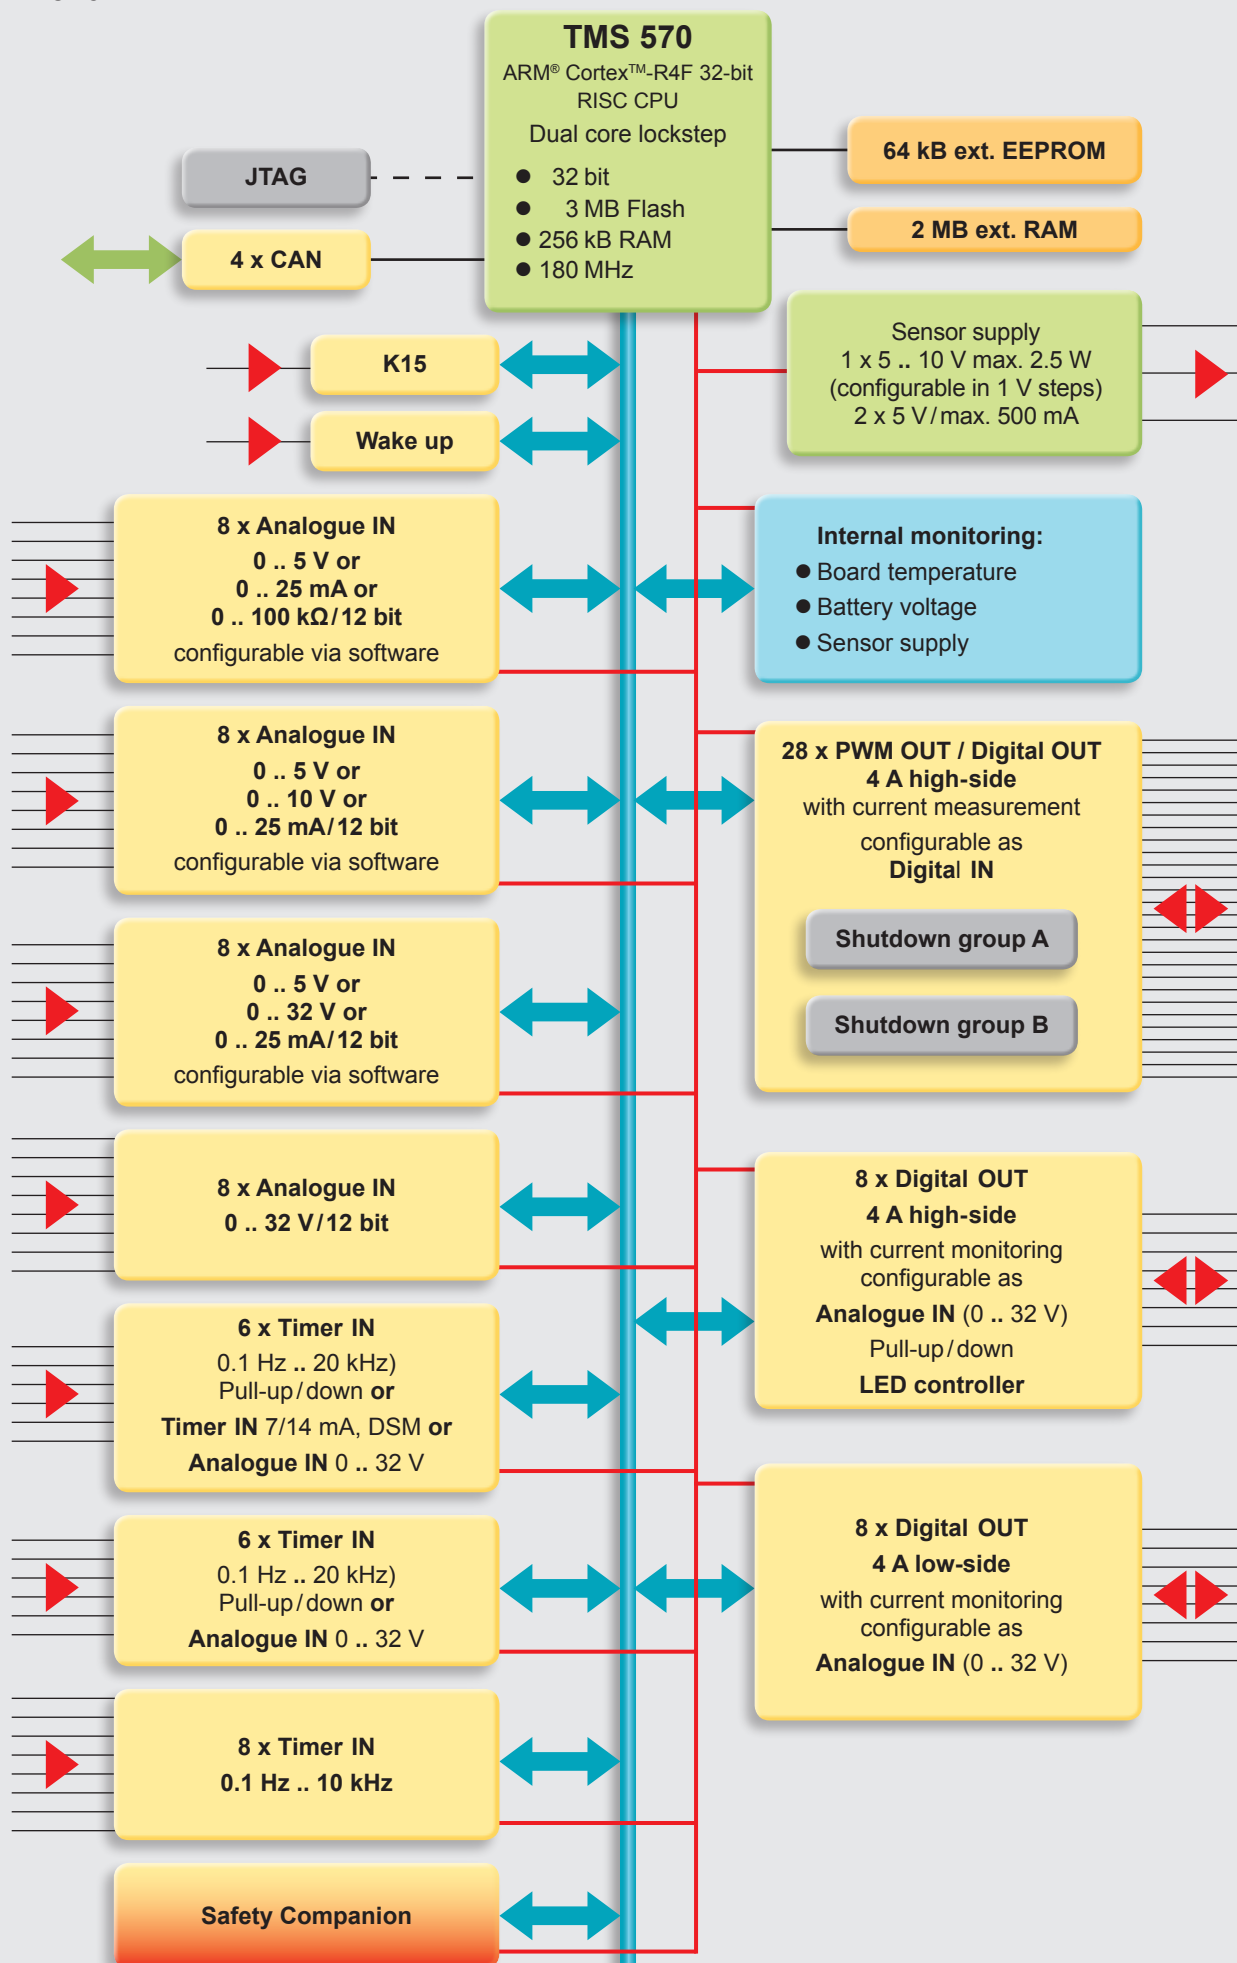 TMS 570
ARM® Cortex™-R4F 32-bit
RISC CPU
Dual core lockstep
● 32 bit
● 3 MB Flash
● 256 kB RAM
● 180 MHz
JTAG
4 x CAN
64 kB ext. EEPROM
2 MB ext. RAM
K15
Wake up
Sensor supply
1 x 5 .. 10 V max. 2.5 W
(configurable in 1 V steps)
2 x 5 V/max. 500 mA
8 x Analogue IN
0 .. 5 V or
0 .. 25 mA or
0 .. 100 kΩ/12 bit
configurable via software
Internal monitoring:
● Board temperature
● Battery voltage
● Sensor supply
8 x Analogue IN
0 .. 5 V or
0 .. 10 V or
0 .. 25 mA/12 bit
configurable via software
28 x PWM OUT / Digital OUT
4 A high-side
with current measurement
configurable as
Digital IN
Shutdown group A
Shutdown group B
8 x Analogue IN
0 .. 5 V or
0 .. 32 V or
0 .. 25 mA/12 bit
configurable via software
8 x Analogue IN
0 .. 32 V/12 bit
8 x Digital OUT
4 A high-side
with current monitoring
configurable as
Analogue IN (0 .. 32 V)
Pull-up/down
LED controller
6 x Timer IN
0.1 Hz .. 20 kHz)
Pull-up/down or
Timer IN 7/14 mA, DSM or
Analogue IN 0 .. 32 V
6 x Timer IN
0.1 Hz .. 20 kHz)
Pull-up/down or
Analogue IN 0 .. 32 V
8 x Digital OUT
4 A low-side
with current monitoring
configurable as
Analogue IN (0 .. 32 V)
8 x Timer IN
0.1 Hz .. 10 kHz
Safety Companion